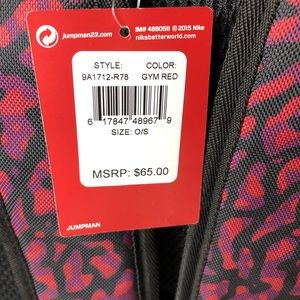 jumpman23.com
IM# 489056 © 2015 Nike
nikebetterworld.com
STYLE: COLOR:
9A1712-R78 GYM RED
6 17847 48967 9
SIZE: O/S
MSRP: $65.00
JUMPMAN